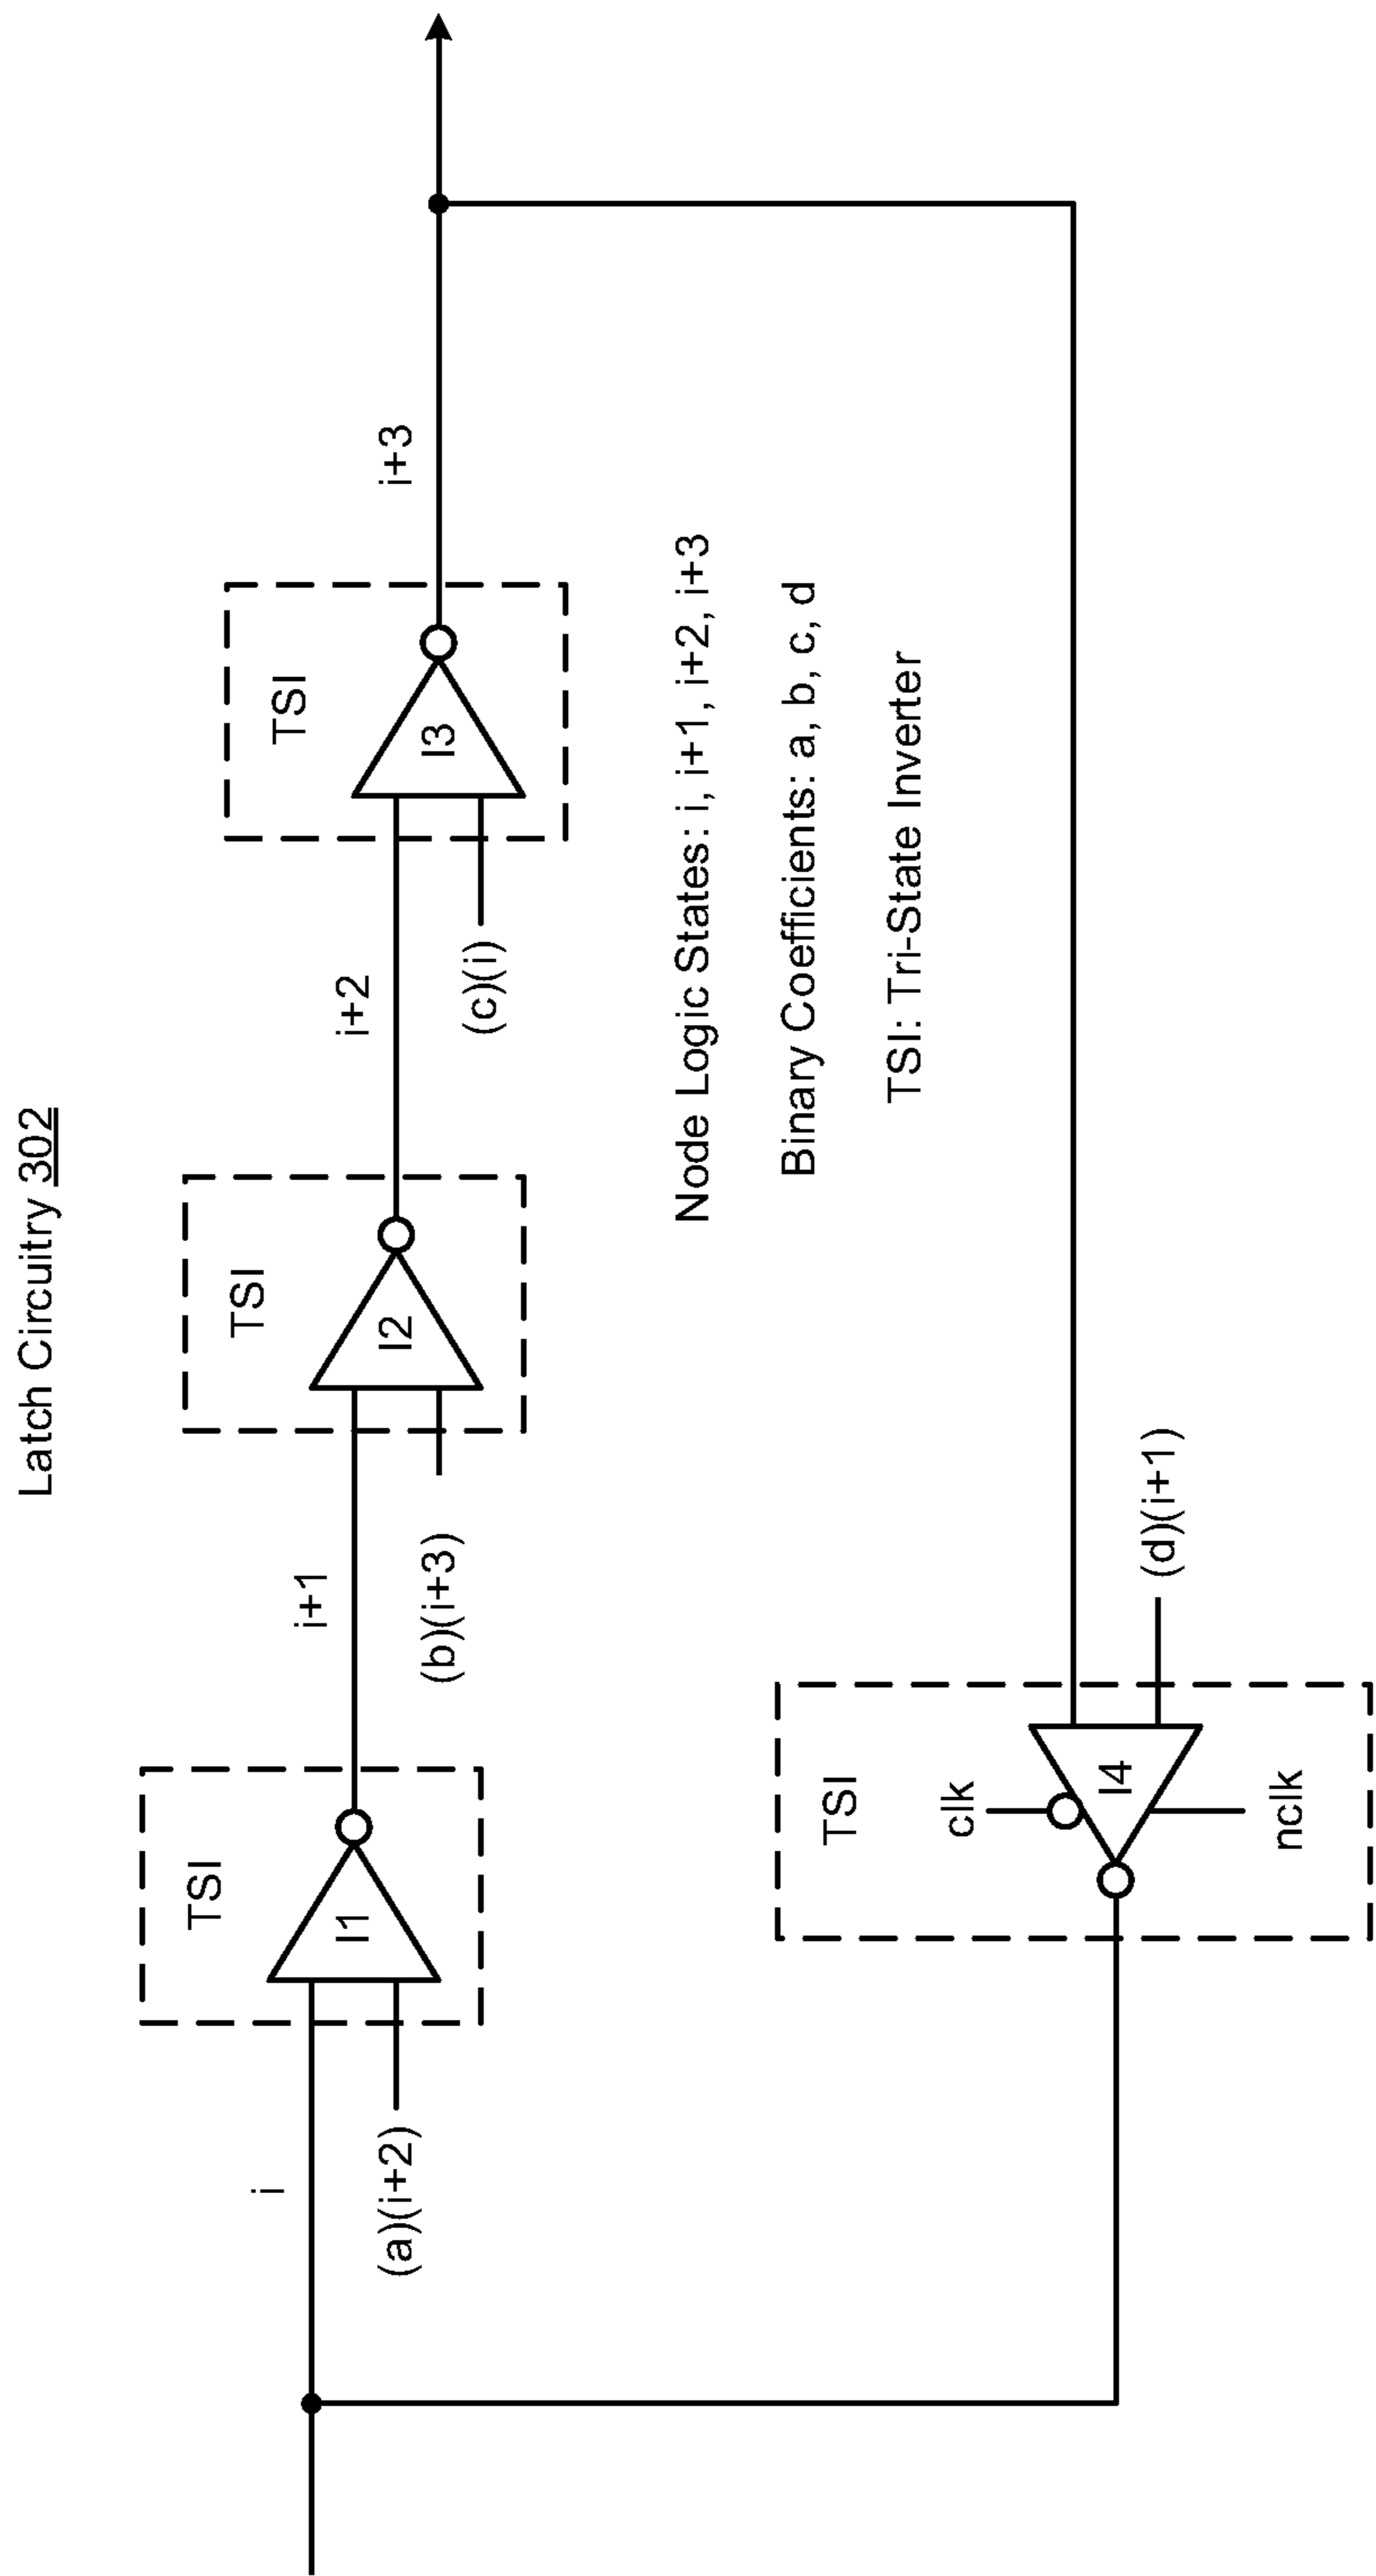 Latch Circuitry 302
TSI
I1
i
(a)(i+2)
i+1
TSI
I2
(b)(i+3)
i+2
TSI
I3
(c)(i)
i+3
Node Logic States: i, i+1, i+2, i+3
Binary Coefficients: a, b, c, d
TSI: Tri-State Inverter
TSI
clk
I4
nclk
(d)(i+1)